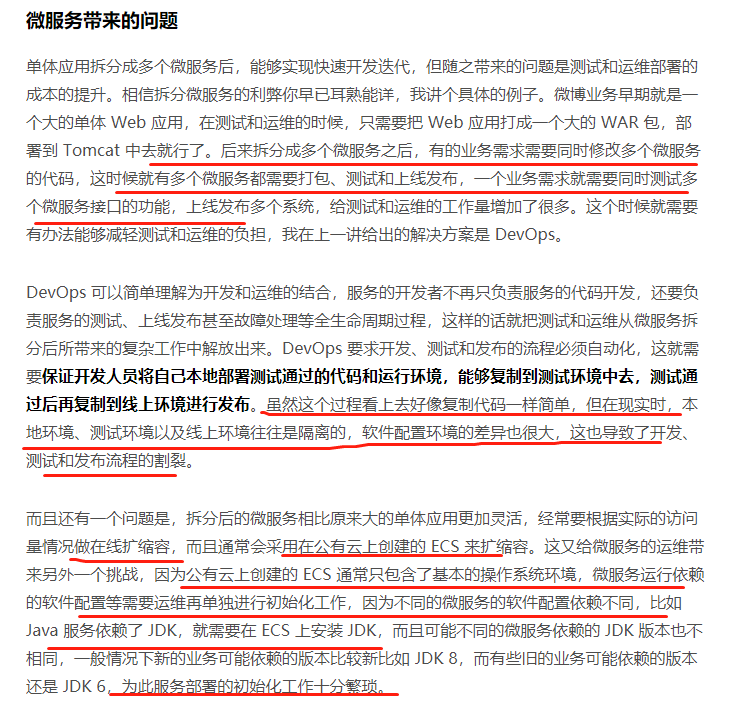 微服务带来的问题
单体应用拆分成多个微服务后，能够实现快速开发迭代，但随之带来的问题是测试和运维部署的
成本的提升。相信拆分微服务的利弊你早已耳熟能详，我讲个具体的例子。微博业务早期就是一
个大的单体 Web 应用，在测试和运维的时候，只需要把 Web 应用打成一个大的 WAR 包，部
署到 Tomcat 中去就行了。后来拆分成多个微服务之后，有的业务需求需要同时修改多个微服务
的代码，这时候就有多个微服务都需要打包、测试和上线发布，一个业务需求就需要同时测试多
个微服务接口的功能，上线发布多个系统，给测试和运维的工作量增加了很多。这个时候就需要
有办法能够减轻测试和运维的负担，我在上一讲给出的解决方案是 DevOps。
DevOps 可以简单理解为开发和运维的结合，服务的开发者不再只负责服务的代码开发，还要负
责服务的测试、上线发布甚至故障处理等全生命周期过程，这样的话就把测试和运维从微服务拆
分后所带来的复杂工作中解放出来。DevOps 要求开发、测试和发布的流程必须自动化，这就需
要保证开发人员将自己本地部署测试通过的代码和运行环境，能够复制到测试环境中去，测试通
过后再复制到线上环境进行发布。虽然这个过程看上去好像复制代码一样简单，但在现实时，本
地环境、测试环境以及线上环境往往是隔离的，软件配置环境的差异也很大，这也导致了开发、
测试和发布流程的割裂。
而且还有一个问题是，拆分后的微服务相比原来大的单体应用更加灵活，经常要根据实际的访问
量情况做在线扩缩容，而且通常会采用在公有云上创建的 ECS 来扩缩容。这又给微服务的运维带
来另外一个挑战，因为公有云上创建的 ECS 通常只包含了基本的操作系统环境，微服务运行依赖
的软件配置等需要运维再单独进行初始化工作，因为不同的微服务的软件配置依赖不同，比如
Java 服务依赖了 JDK，就需要在 ECS 上安装 JDK，而且可能不同的微服务依赖的 JDK 版本也不
相同，一般情况下新的业务可能依赖的版本比较新比如 JDK 8，而有些旧的业务可能依赖的版本
还是 JDK 6，为此服务部署的初始化工作十分繁琐。